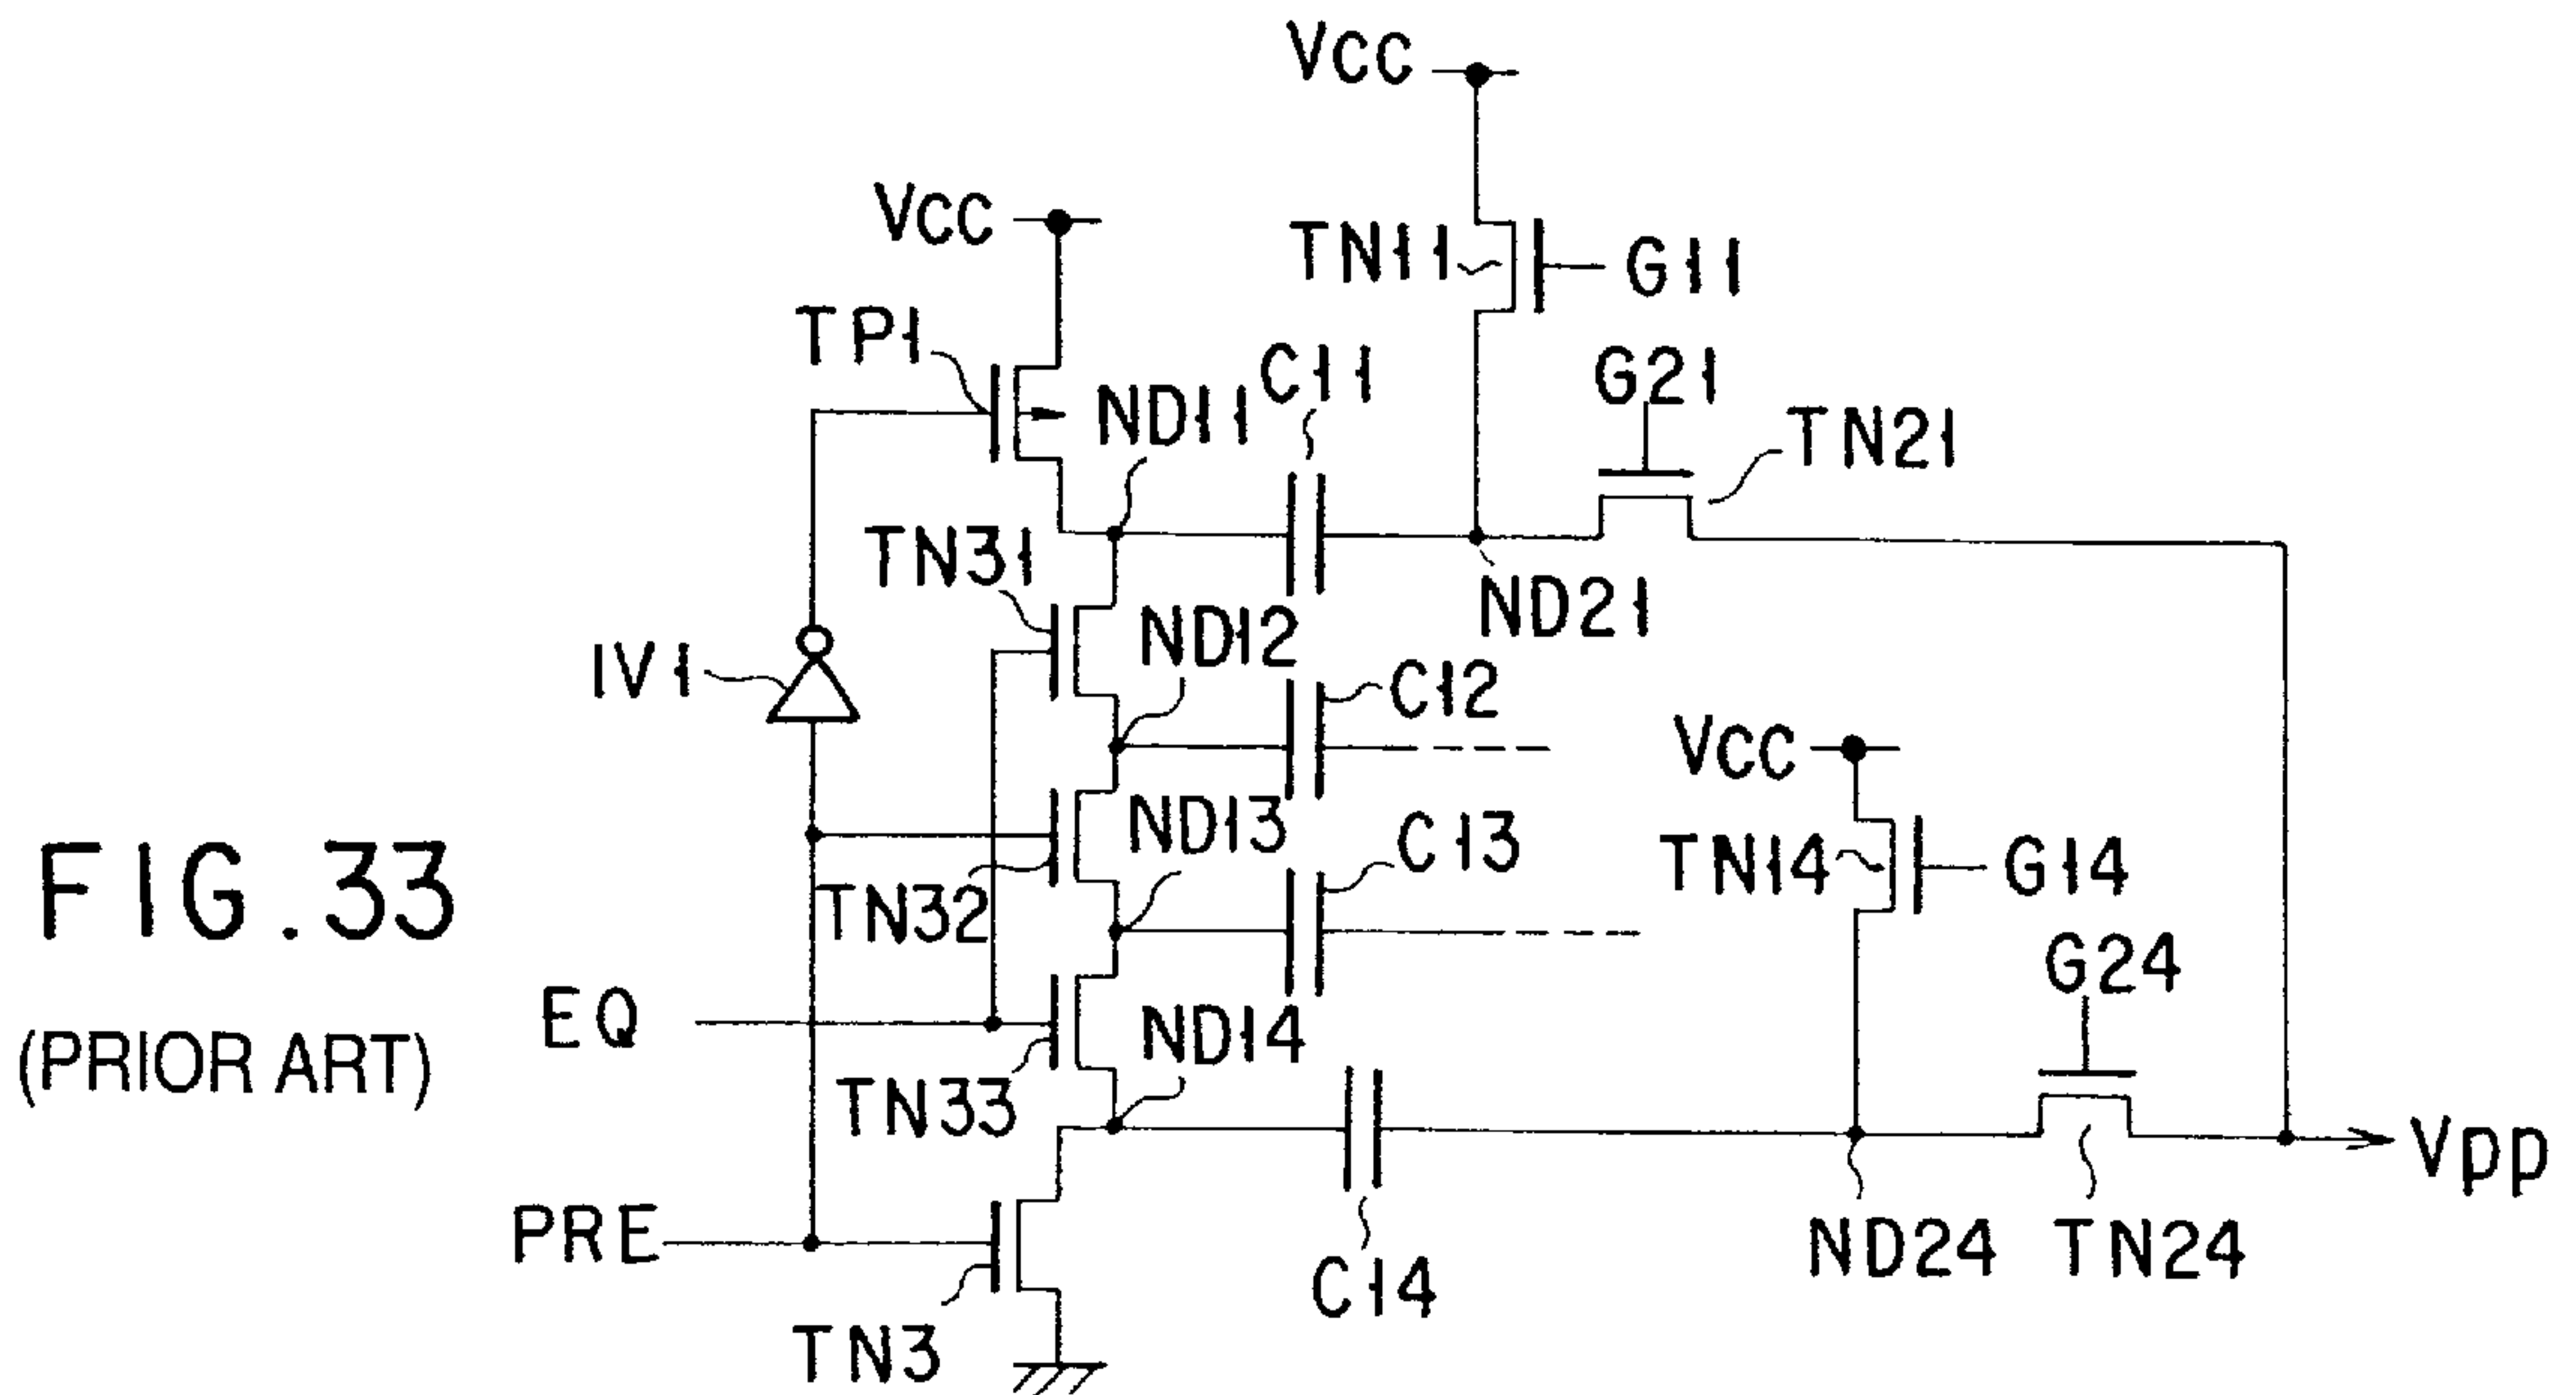 VCC
VCC
TN11
G11
TP1
ND11
C11
G21
TN21
TN31
ND12
ND21
IV1
C12
VCC
ND13
C13
TN14
G14
FIG.33
TN32
G24
EQ
ND14
(PRIOR ART)
TN33
VPP
PRE
C14
ND24
TN24
TN3